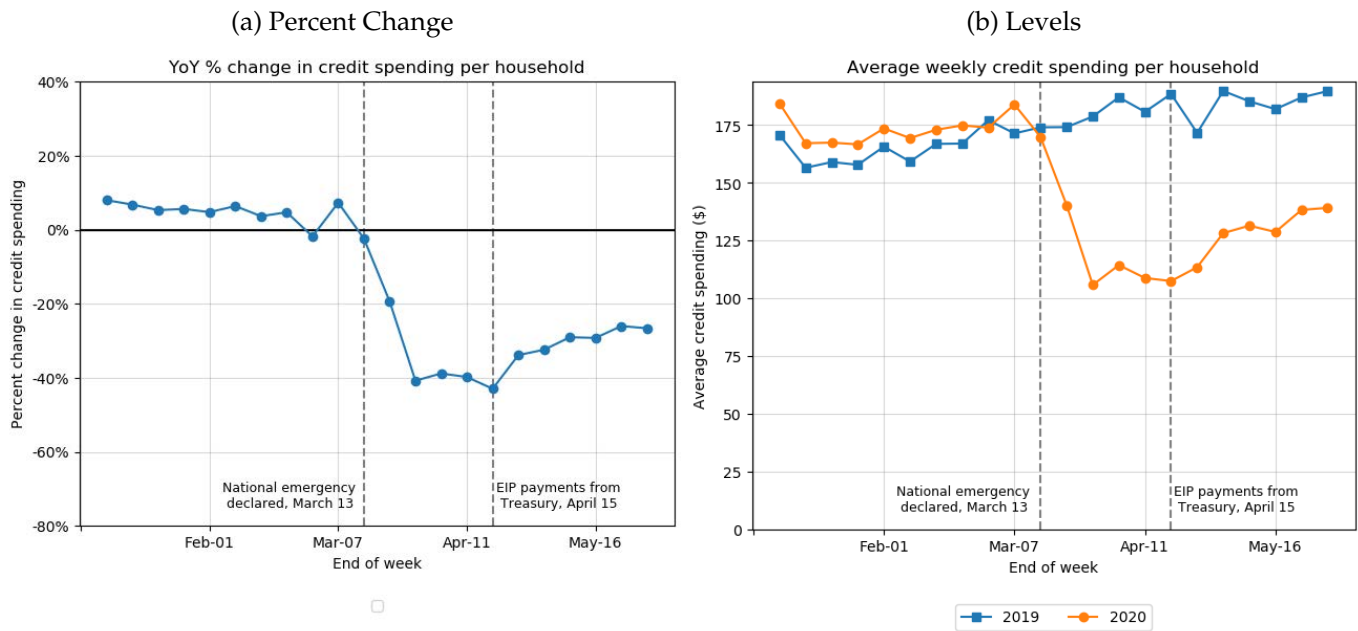 (a) Percent Change
YoY % change in credit spending per household
40%
20%
0%
-20%
-40%
-60%
-80%
Percent change in credit spending
National emergency
declared, March 13
EIP payments from
Treasury, April 15
Feb-01
Mar-07
Apr-11
May-16
End of week
(b) Levels
Average weekly credit spending per household
175
150
125
100
75
50
25
0
Average credit spending ($)
National emergency
declared, March 13
EIP payments from
Treasury, April 15
Feb-01
Mar-07
Apr-11
May-16
End of week
2019
2020